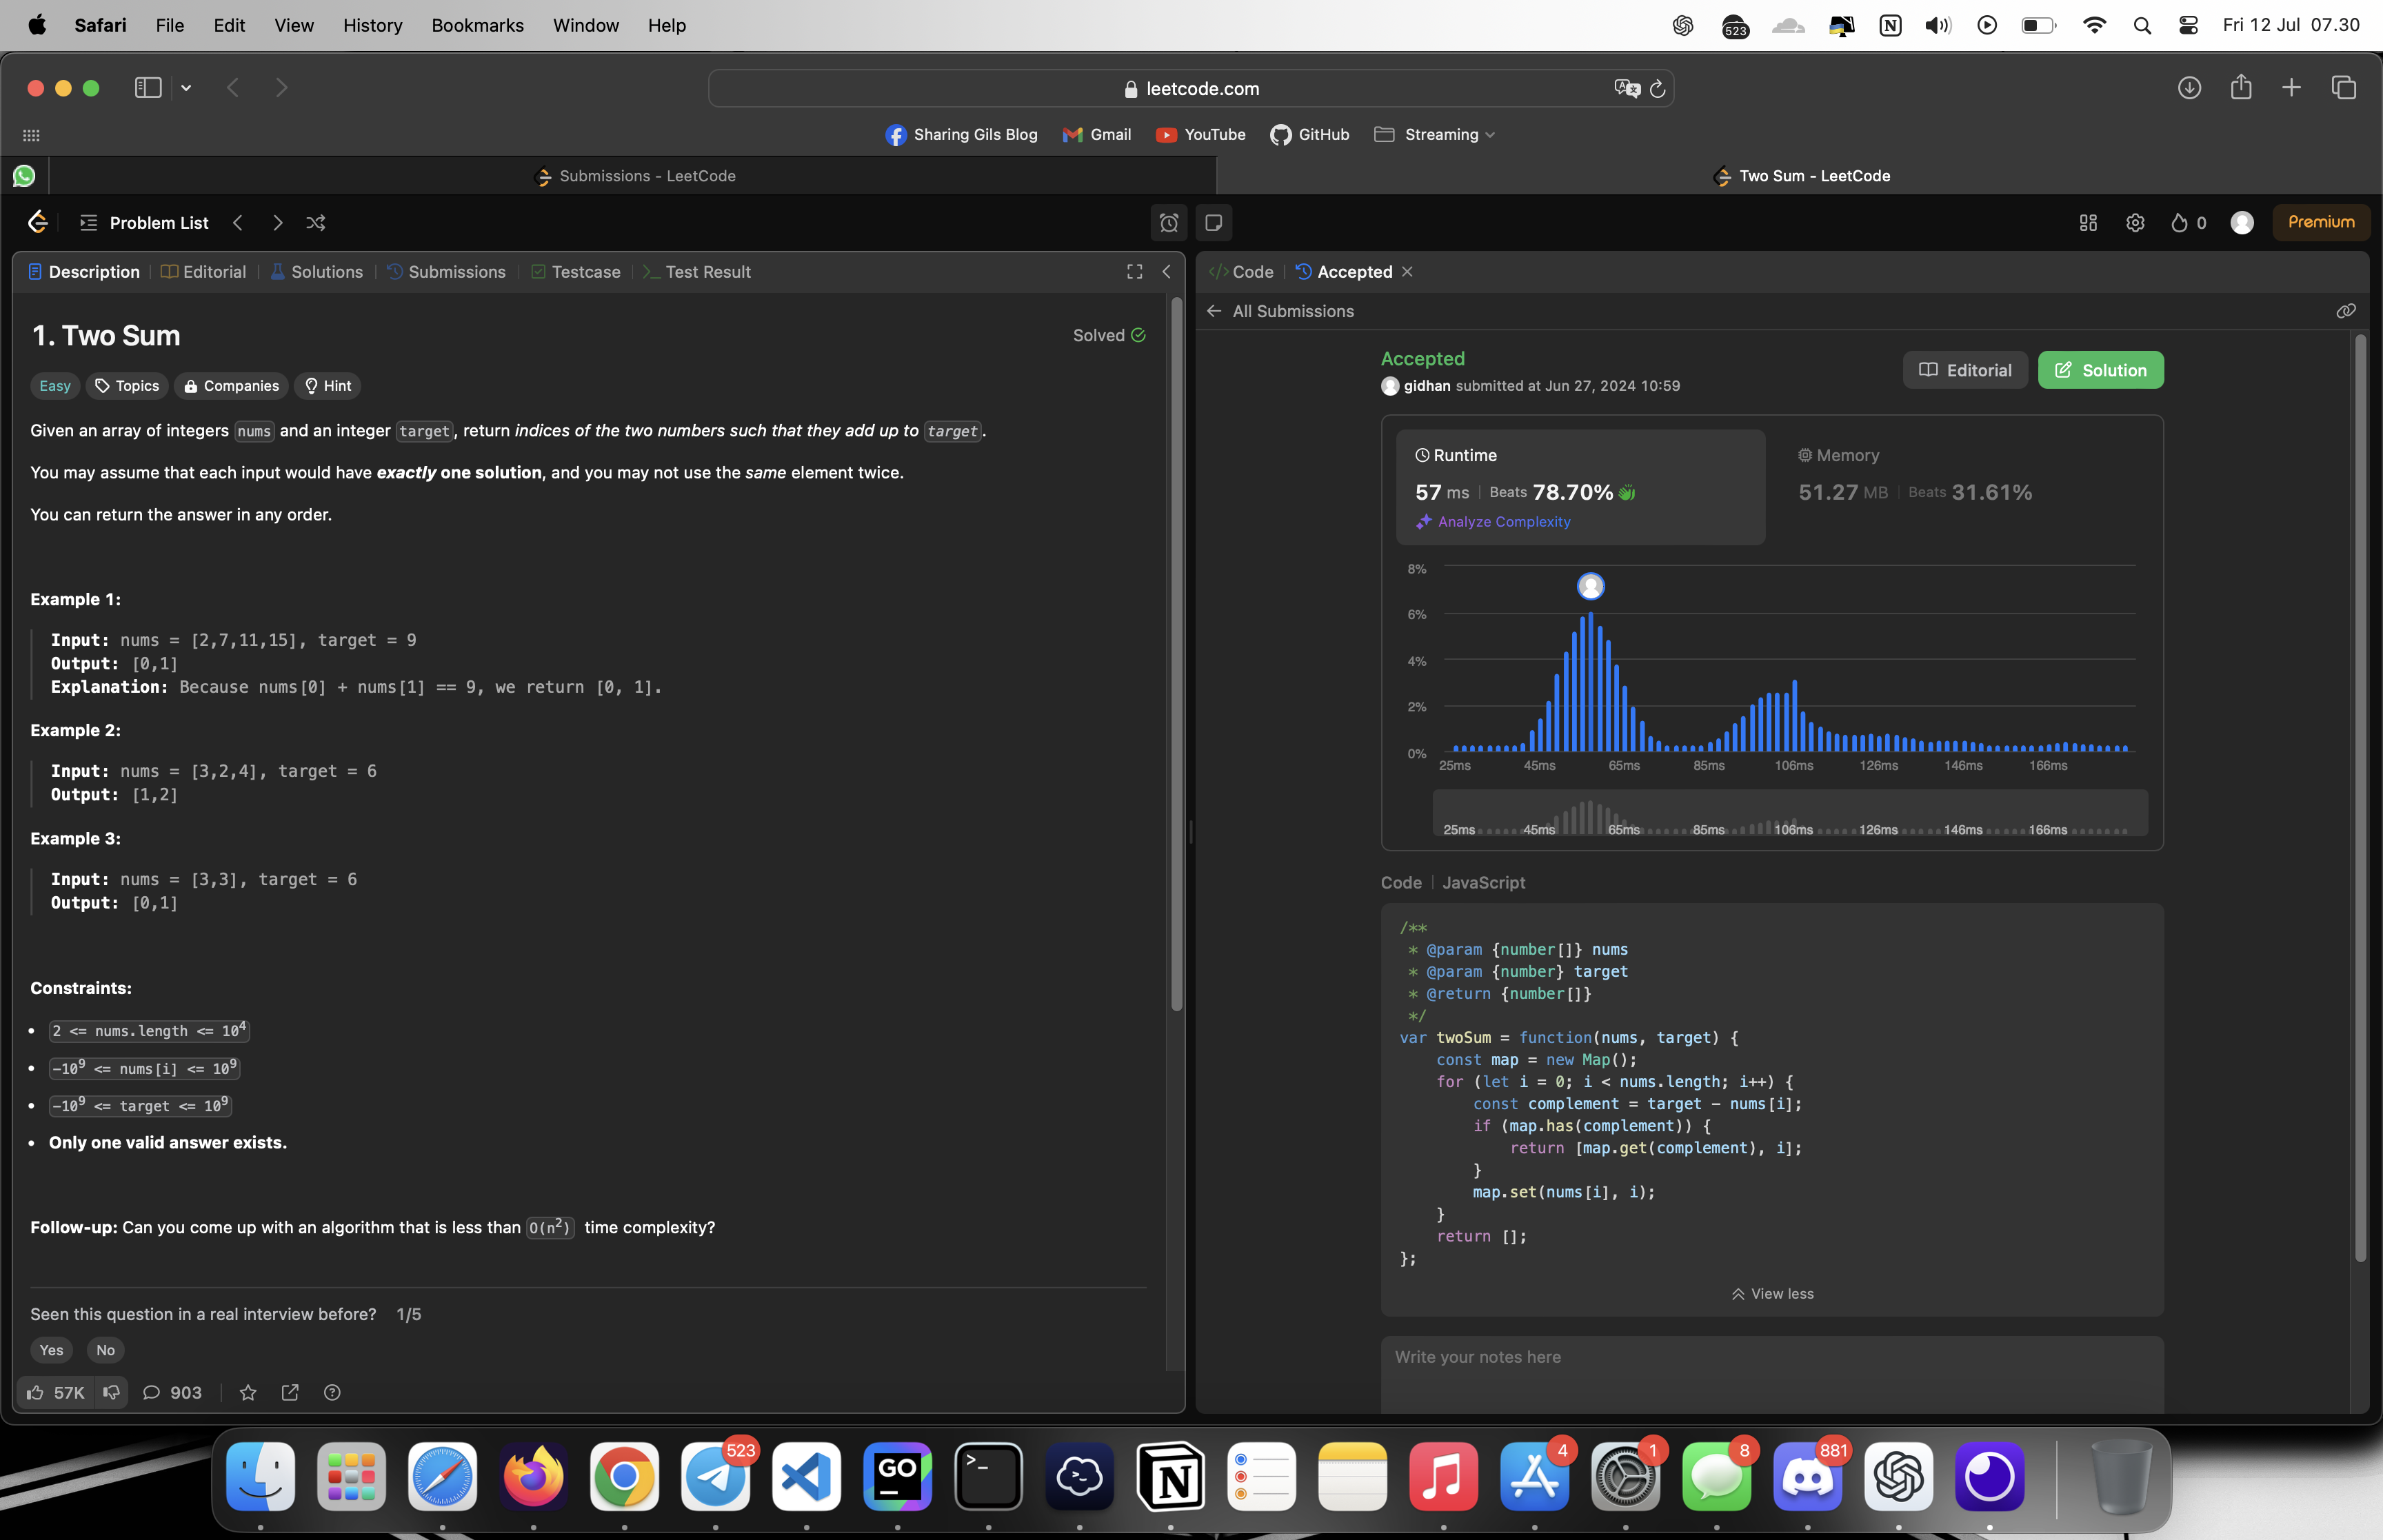 Safari File Edit View History Bookmarks Window Help
523
Fri 12 Jul 07.30
leetcode.com
Sharing Gils Blog Gmail YouTube GitHub Streaming
Submissions - LeetCode
Two Sum - LeetCode
Problem List
0
Premium
Description Editorial Solutions Submissions Testcase Test Result
1. Two Sum
Solved
Easy Topics Companies Hint
Given an array of integers nums and an integer target, return indices of the two numbers such that they add up to target.
You may assume that each input would have exactly one solution, and you may not use the same element twice.
You can return the answer in any order.
Example 1:
Input: nums = [2,7,11,15], target = 9
Output: [0,1]
Explanation: Because nums[0] + nums[1] == 9, we return [0, 1].
Example 2:
Input: nums = [3,2,4], target = 6
Output: [1,2]
Example 3:
Input: nums = [3,3], target = 6
Output: [0,1]
Constraints:
• 2 <= nums.length <= 10⁴
• -10⁹ <= nums[i] <= 10⁹
• -10⁹ <= target <= 10⁹
• Only one valid answer exists.
Follow-up: Can you come up with an algorithm that is less than O(n²) time complexity?
Seen this question in a real interview before? 1/5
Yes No
57K 903
</> Code Accepted
All Submissions
Accepted
gidhan submitted at Jun 27, 2024 10:59
Editorial Solution
Runtime
57 ms Beats 78.70%
Analyze Complexity
Memory
51.27 MB Beats 31.61%
8%
6%
4%
2%
0%
25ms 45ms 65ms 85ms 106ms 126ms 146ms 166ms
25ms 45ms 65ms 85ms 106ms 126ms 146ms 166ms
Code JavaScript
/**
 * @param {number[]} nums
 * @param {number} target
 * @return {number[]}
 */
var twoSum = function(nums, target) {
    const map = new Map();
    for (let i = 0; i < nums.length; i++) {
        const complement = target - nums[i];
        if (map.has(complement)) {
            return [map.get(complement), i];
        }
        map.set(nums[i], i);
    }
    return [];
};
View less
Write your notes here
523 4 1 8 881
GO